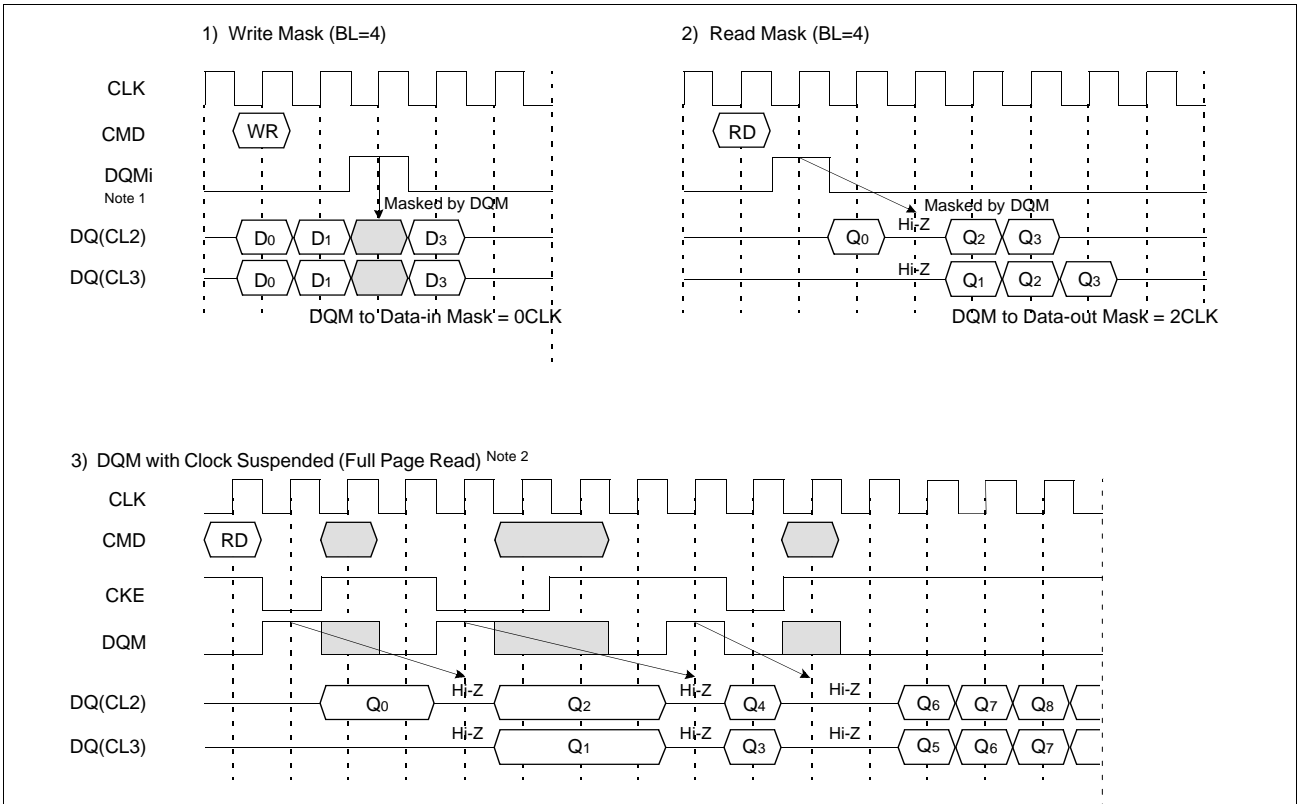 1) Write Mask (BL=4)
2) Read Mask (BL=4)
CLK
CMD WR RD
DQMi
Note 1
Masked by DQM Masked by DQM
DQ(CL2) D0 D1 D3 Q0 Hi-Z Q2 Q3
DQ(CL3) D0 D1 D3 Hi-Z Q1 Q2 Q3
DQM to Data-in Mask = 0CLK DQM to Data-out Mask = 2CLK
3) DQM with Clock Suspended (Full Page Read) Note 2
CLK
CMD RD
CKE
DQM
DQ(CL2) Q0 Hi-Z Q2 Hi-Z Q4 Hi-Z Q6 Q7 Q8
DQ(CL3) Hi-Z Q1 Hi-Z Q3 Hi-Z Q5 Q6 Q7